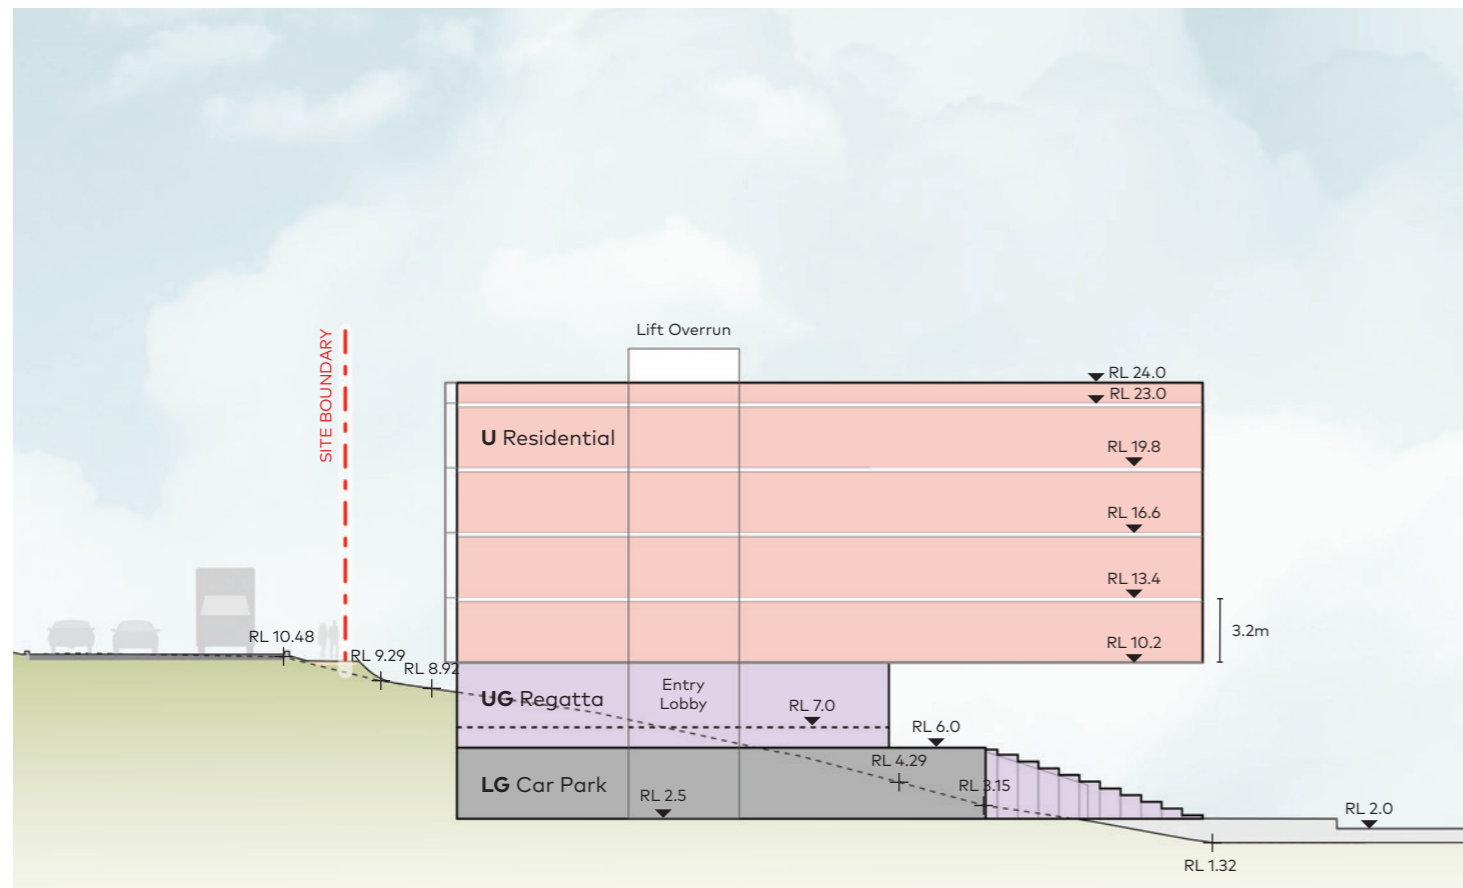 Lift Overrun
SITE BOUNDARY
RL 24.0
RL 23.0
U Residential
RL 19.8
RL 16.6
RL 13.4
3.2m
RL 10.48
RL 10.2
RL 9.29
RL 8.92
UG Regatta
Entry
Lobby
RL 7.0
RL 6.0
RL 4.29
LG Car Park
RL 3.15
RL 2.5
RL 2.0
RL 1.32